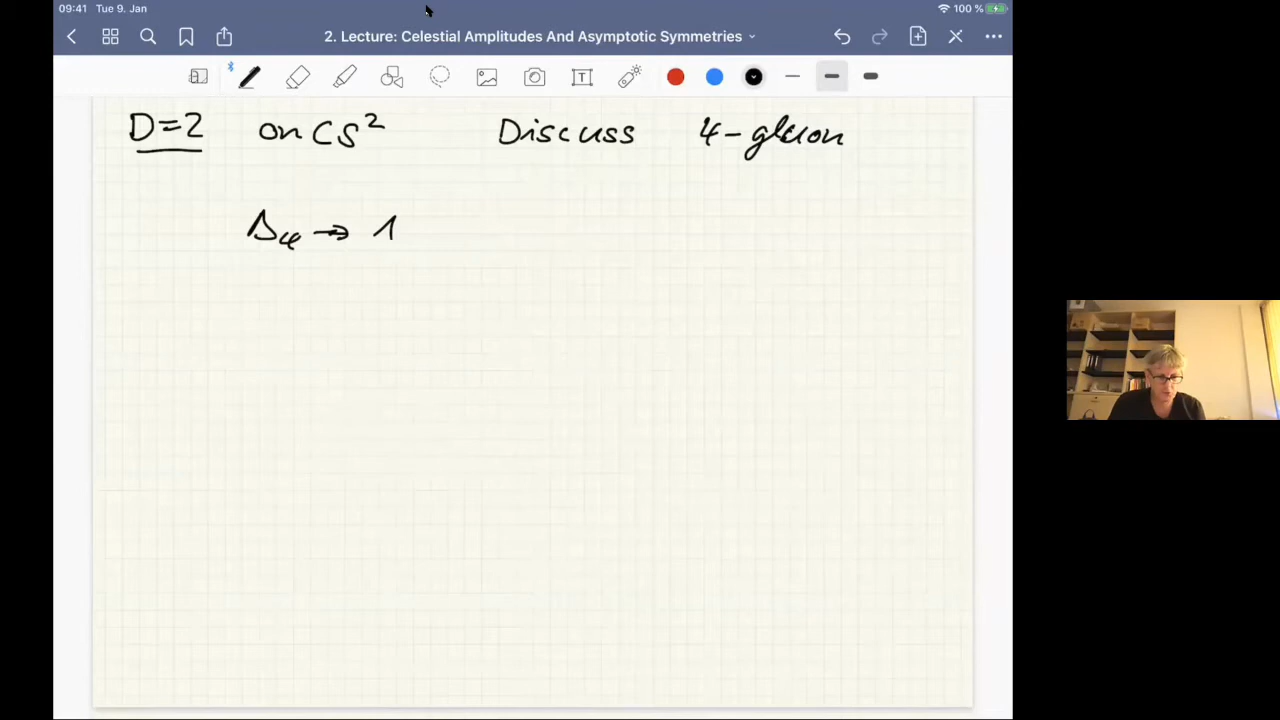 09:41 Tue 9. Jan 100 %
2. Lecture: Celestial Amplitudes And Asymptotic Symmetries
D=2 on CS² Discuss 4-gluon
Δ₄ → 1